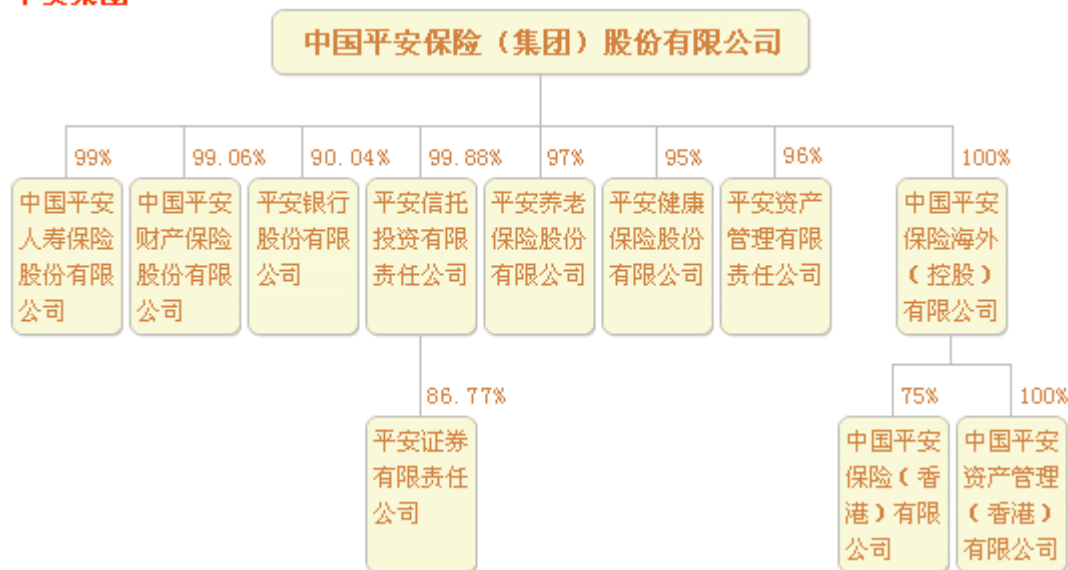 中国平安保险（集团）股份有限公司
99%
99.06%
90.04%
99.88%
97%
95%
96%
100%
中国平安
人寿保险
股份有限
公司
中国平安
财产保险
股份有限
公司
平安银行
股份有限
公司
平安信托
投资有限
责任公司
平安养老
保险股份
有限公司
平安健康
保险股份
有限公司
平安资产
管理有限
责任公司
中国平安
保险海外
（控股）
有限公司
86.77%
75%
100%
平安证券
有限责任
公司
中国平安
保险（香
港）有限
公司
中国平安
资产管理
（香港）
有限公司